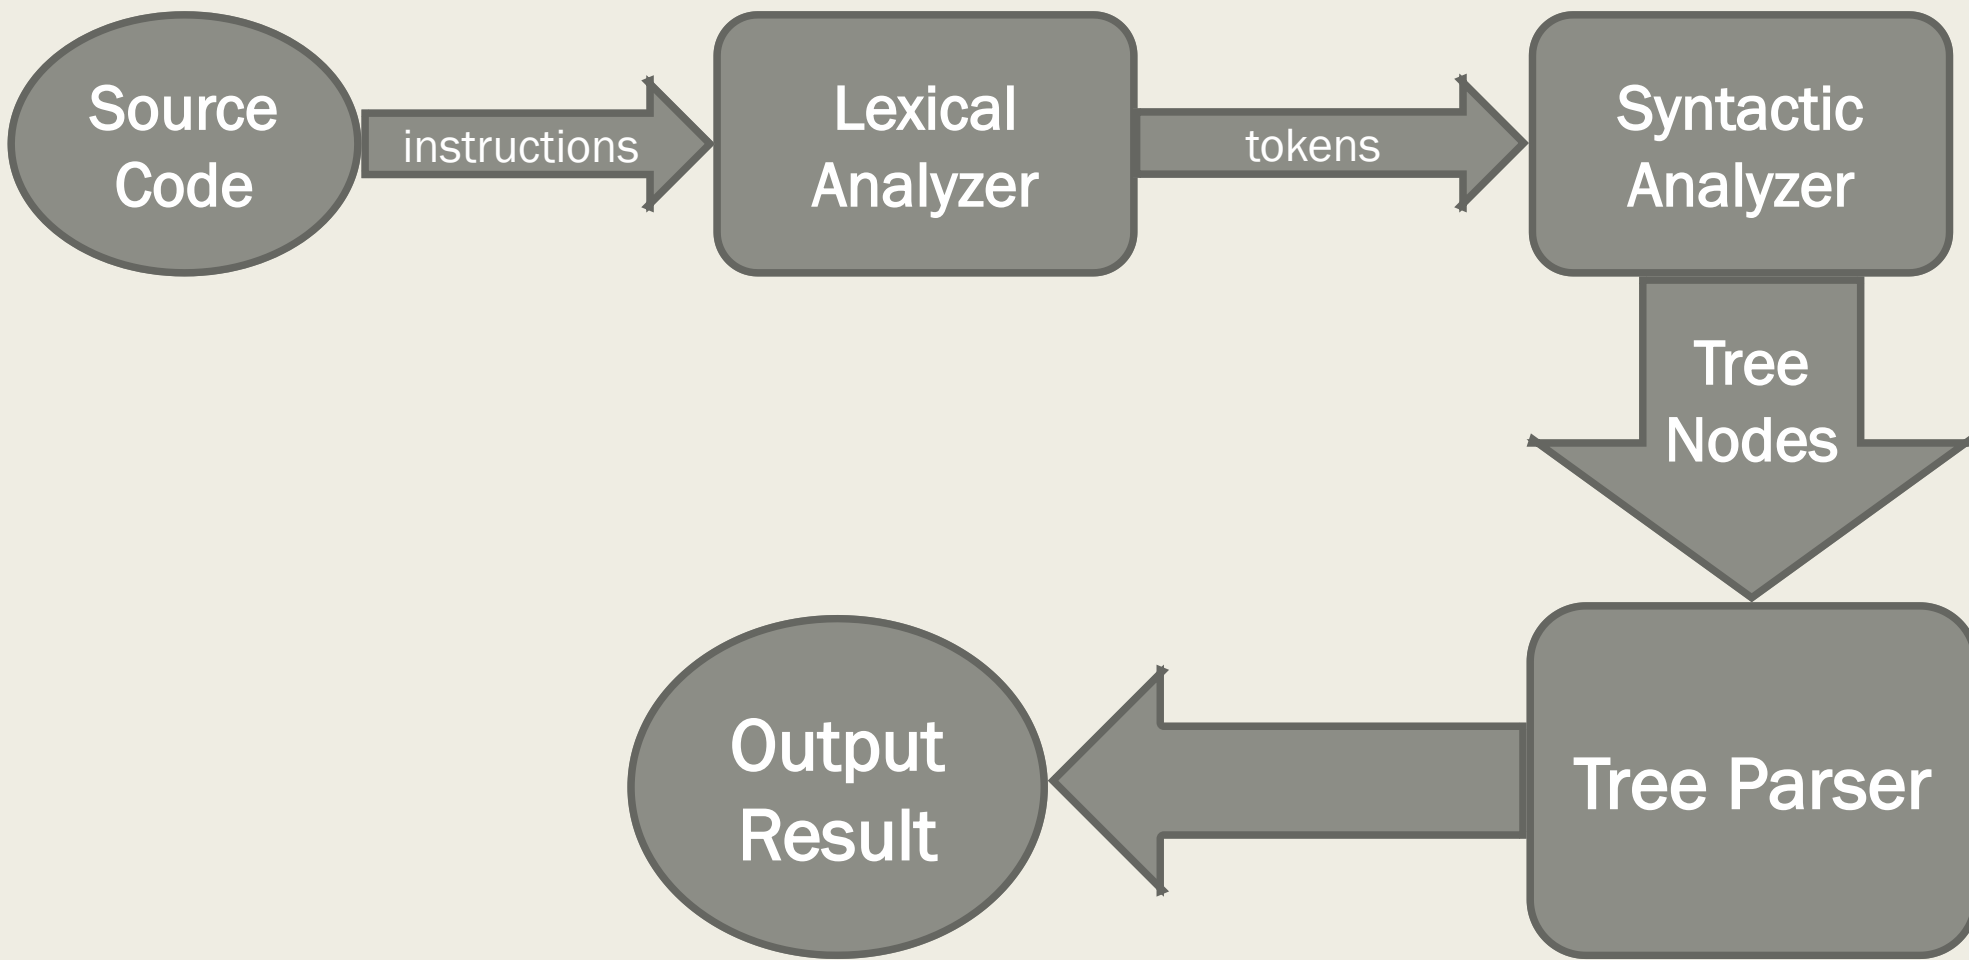 Source
Code
instructions
Lexical
Analyzer
tokens
Syntactic
Analyzer
Tree
Nodes
Tree Parser
Output
Result